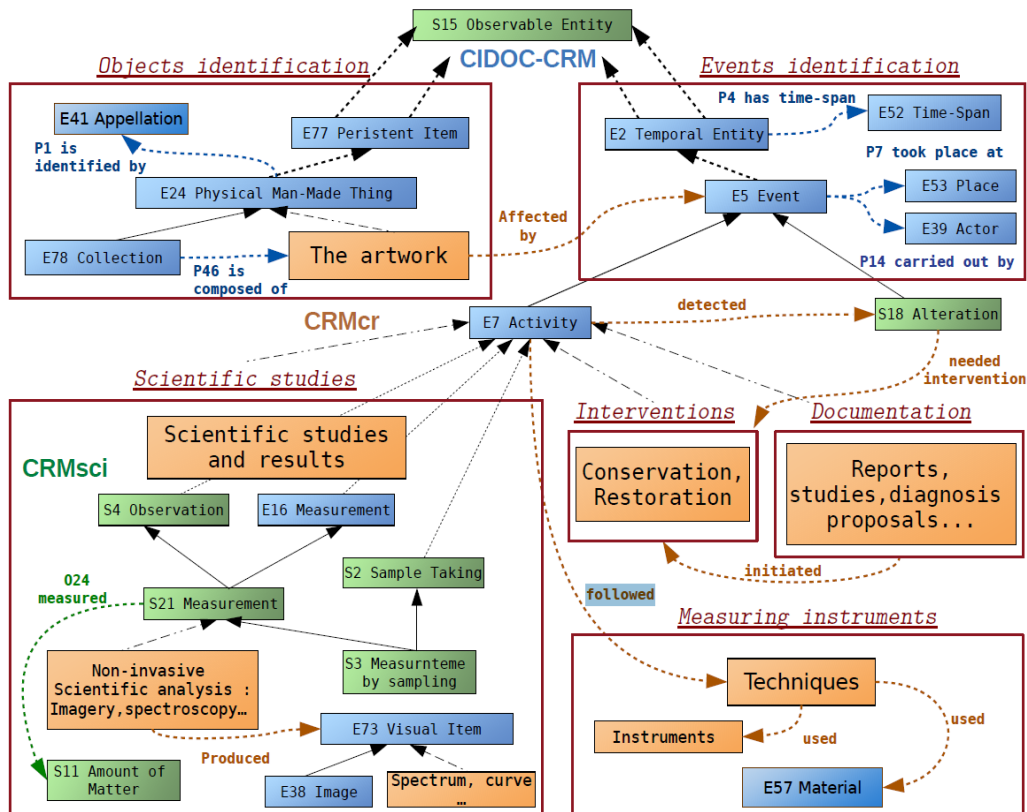 S15 Observable Entity
CIDOC-CRM
Objects identification
Events identification
E41 Appellation
E77 Peristent Item
P1 is
identified by
E24 Physical Man-Made Thing
E78 Collection
The artwork
P46 is
composed of
Affected
by
P4 has time-span
E2 Temporal Entity
E52 Time-Span
P7 took place at
E5 Event
E53 Place
E39 Actor
P14 carried out by
CRMcr
E7 Activity
detected
S18 Alteration
needed
intervention
Scientific studies
Interventions
Documentation
CRMsci
Scientific studies
and results
S4 Observation
E16 Measurement
S2 Sample Taking
O24
measured
S21 Measurement
S3 Measurnteme
by sampling
Non-invasive
Scientific analysis :
Imagery,spectroscopy…
Produced
E73 Visual Item
S11 Amount of
Matter
E38 Image
Spectrum, curve
…
Conservation,
Restoration
Reports,
studies,diagnosis
proposals...
initiated
followed
Measuring instruments
Techniques
Instruments
used
used
E57 Material